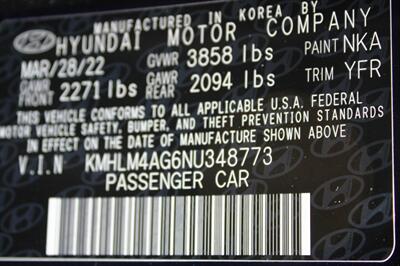 MANUFACTURED IN KOREA BY
HYUNDAI MOTOR COMPANY
MAR/28/22 GVWR 3858 lbs PAINT NKA
GAWR FRONT 2271 lbs GAWR REAR 2094 lbs TRIM YFR
THIS VEHICLE CONFORMS TO ALL APPLICABLE U.S.A. FEDERAL
MOTOR VEHICLE SAFETY, BUMPER, AND THEFT PREVENTION STANDARDS
IN EFFECT ON THE DATE OF MANUFACTURE SHOWN ABOVE
V.I.N KMHLM4AG6NU348773
PASSENGER CAR